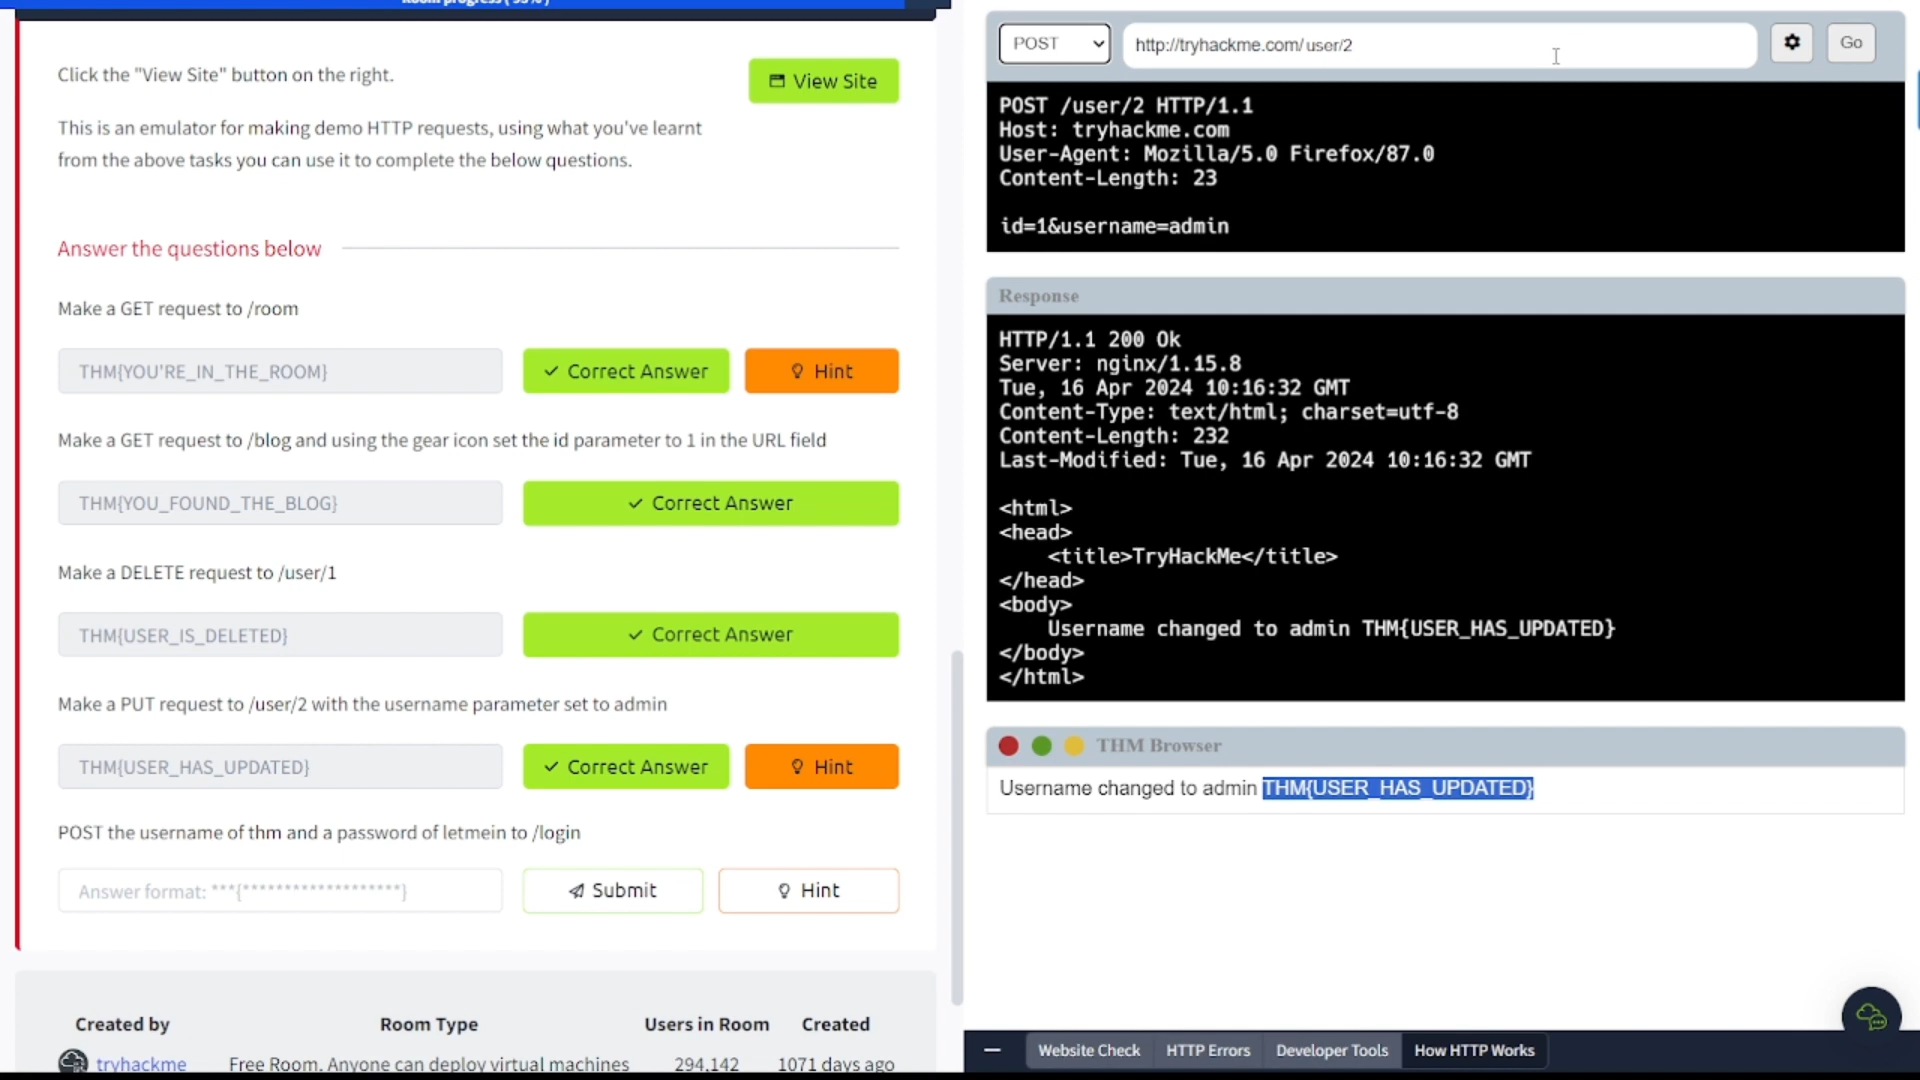 Room progress ( 93% )
Click the "View Site" button on the right.
View Site
This is an emulator for making demo HTTP requests, using what you've learnt
from the above tasks you can use it to complete the below questions.
Answer the questions below
Make a GET request to /room
THM{YOU'RE_IN_THE_ROOM}
Correct Answer
Hint
Make a GET request to /blog and using the gear icon set the id parameter to 1 in the URL field
THM{YOU_FOUND_THE_BLOG}
Correct Answer
Make a DELETE request to /user/1
THM{USER_IS_DELETED}
Correct Answer
Make a PUT request to /user/2 with the username parameter set to admin
THM{USER_HAS_UPDATED}
Correct Answer
Hint
POST the username of thm and a password of letmein to /login
Answer format: ***{*******************}
Submit
Hint
Created by
Room Type
Users in Room
Created
tryhackme
Free Room. Anyone can deploy virtual machines
294,142
1071 days ago
POST
http://tryhackme.com/ user/2
Go
POST /user/2 HTTP/1.1
Host: tryhackme.com
User-Agent: Mozilla/5.0 Firefox/87.0
Content-Length: 23
id=1&username=admin
Response
HTTP/1.1 200 Ok
Server: nginx/1.15.8
Tue, 16 Apr 2024 10:16:32 GMT
Content-Type: text/html; charset=utf-8
Content-Length: 232
Last-Modified: Tue, 16 Apr 2024 10:16:32 GMT
<html>
<head>
<title>TryHackMe</title>
</head>
<body>
Username changed to admin THM{USER_HAS_UPDATED}
</body>
</html>
THM Browser
Username changed to admin THM{USER_HAS_UPDATED}
Website Check
HTTP Errors
Developer Tools
How HTTP Works